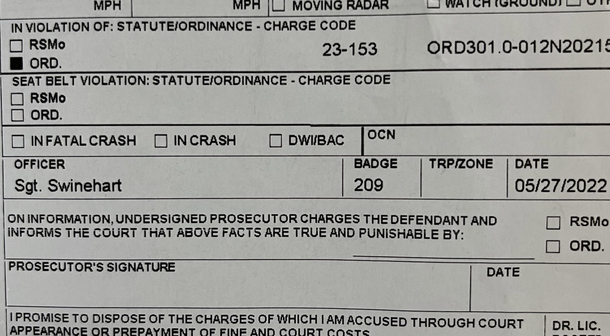 MPH MPH MOVING RADAR WATCH (GROUND)
IN VIOLATION OF: STATUTE/ORDINANCE - CHARGE CODE
RSMo
23-153 ORD301.0-012N20215
ORD.
SEAT BELT VIOLATION: STATUTE/ORDINANCE - CHARGE CODE
RSMo
ORD.
IN FATAL CRASH IN CRASH DWI/BAC OCN
OFFICER BADGE TRP/ZONE DATE
Sgt. Swinehart 209 05/27/2022
ON INFORMATION, UNDERSIGNED PROSECUTOR CHARGES THE DEFENDANT AND RSMo
INFORMS THE COURT THAT ABOVE FACTS ARE TRUE AND PUNISHABLE BY: ORD.
PROSECUTOR'S SIGNATURE DATE
I PROMISE TO DISPOSE OF THE CHARGES OF WHICH I AM ACCUSED THROUGH COURT DR. LIC.
APPEARANCE OR PREPAYMENT OF FINE AND COURT COSTS.